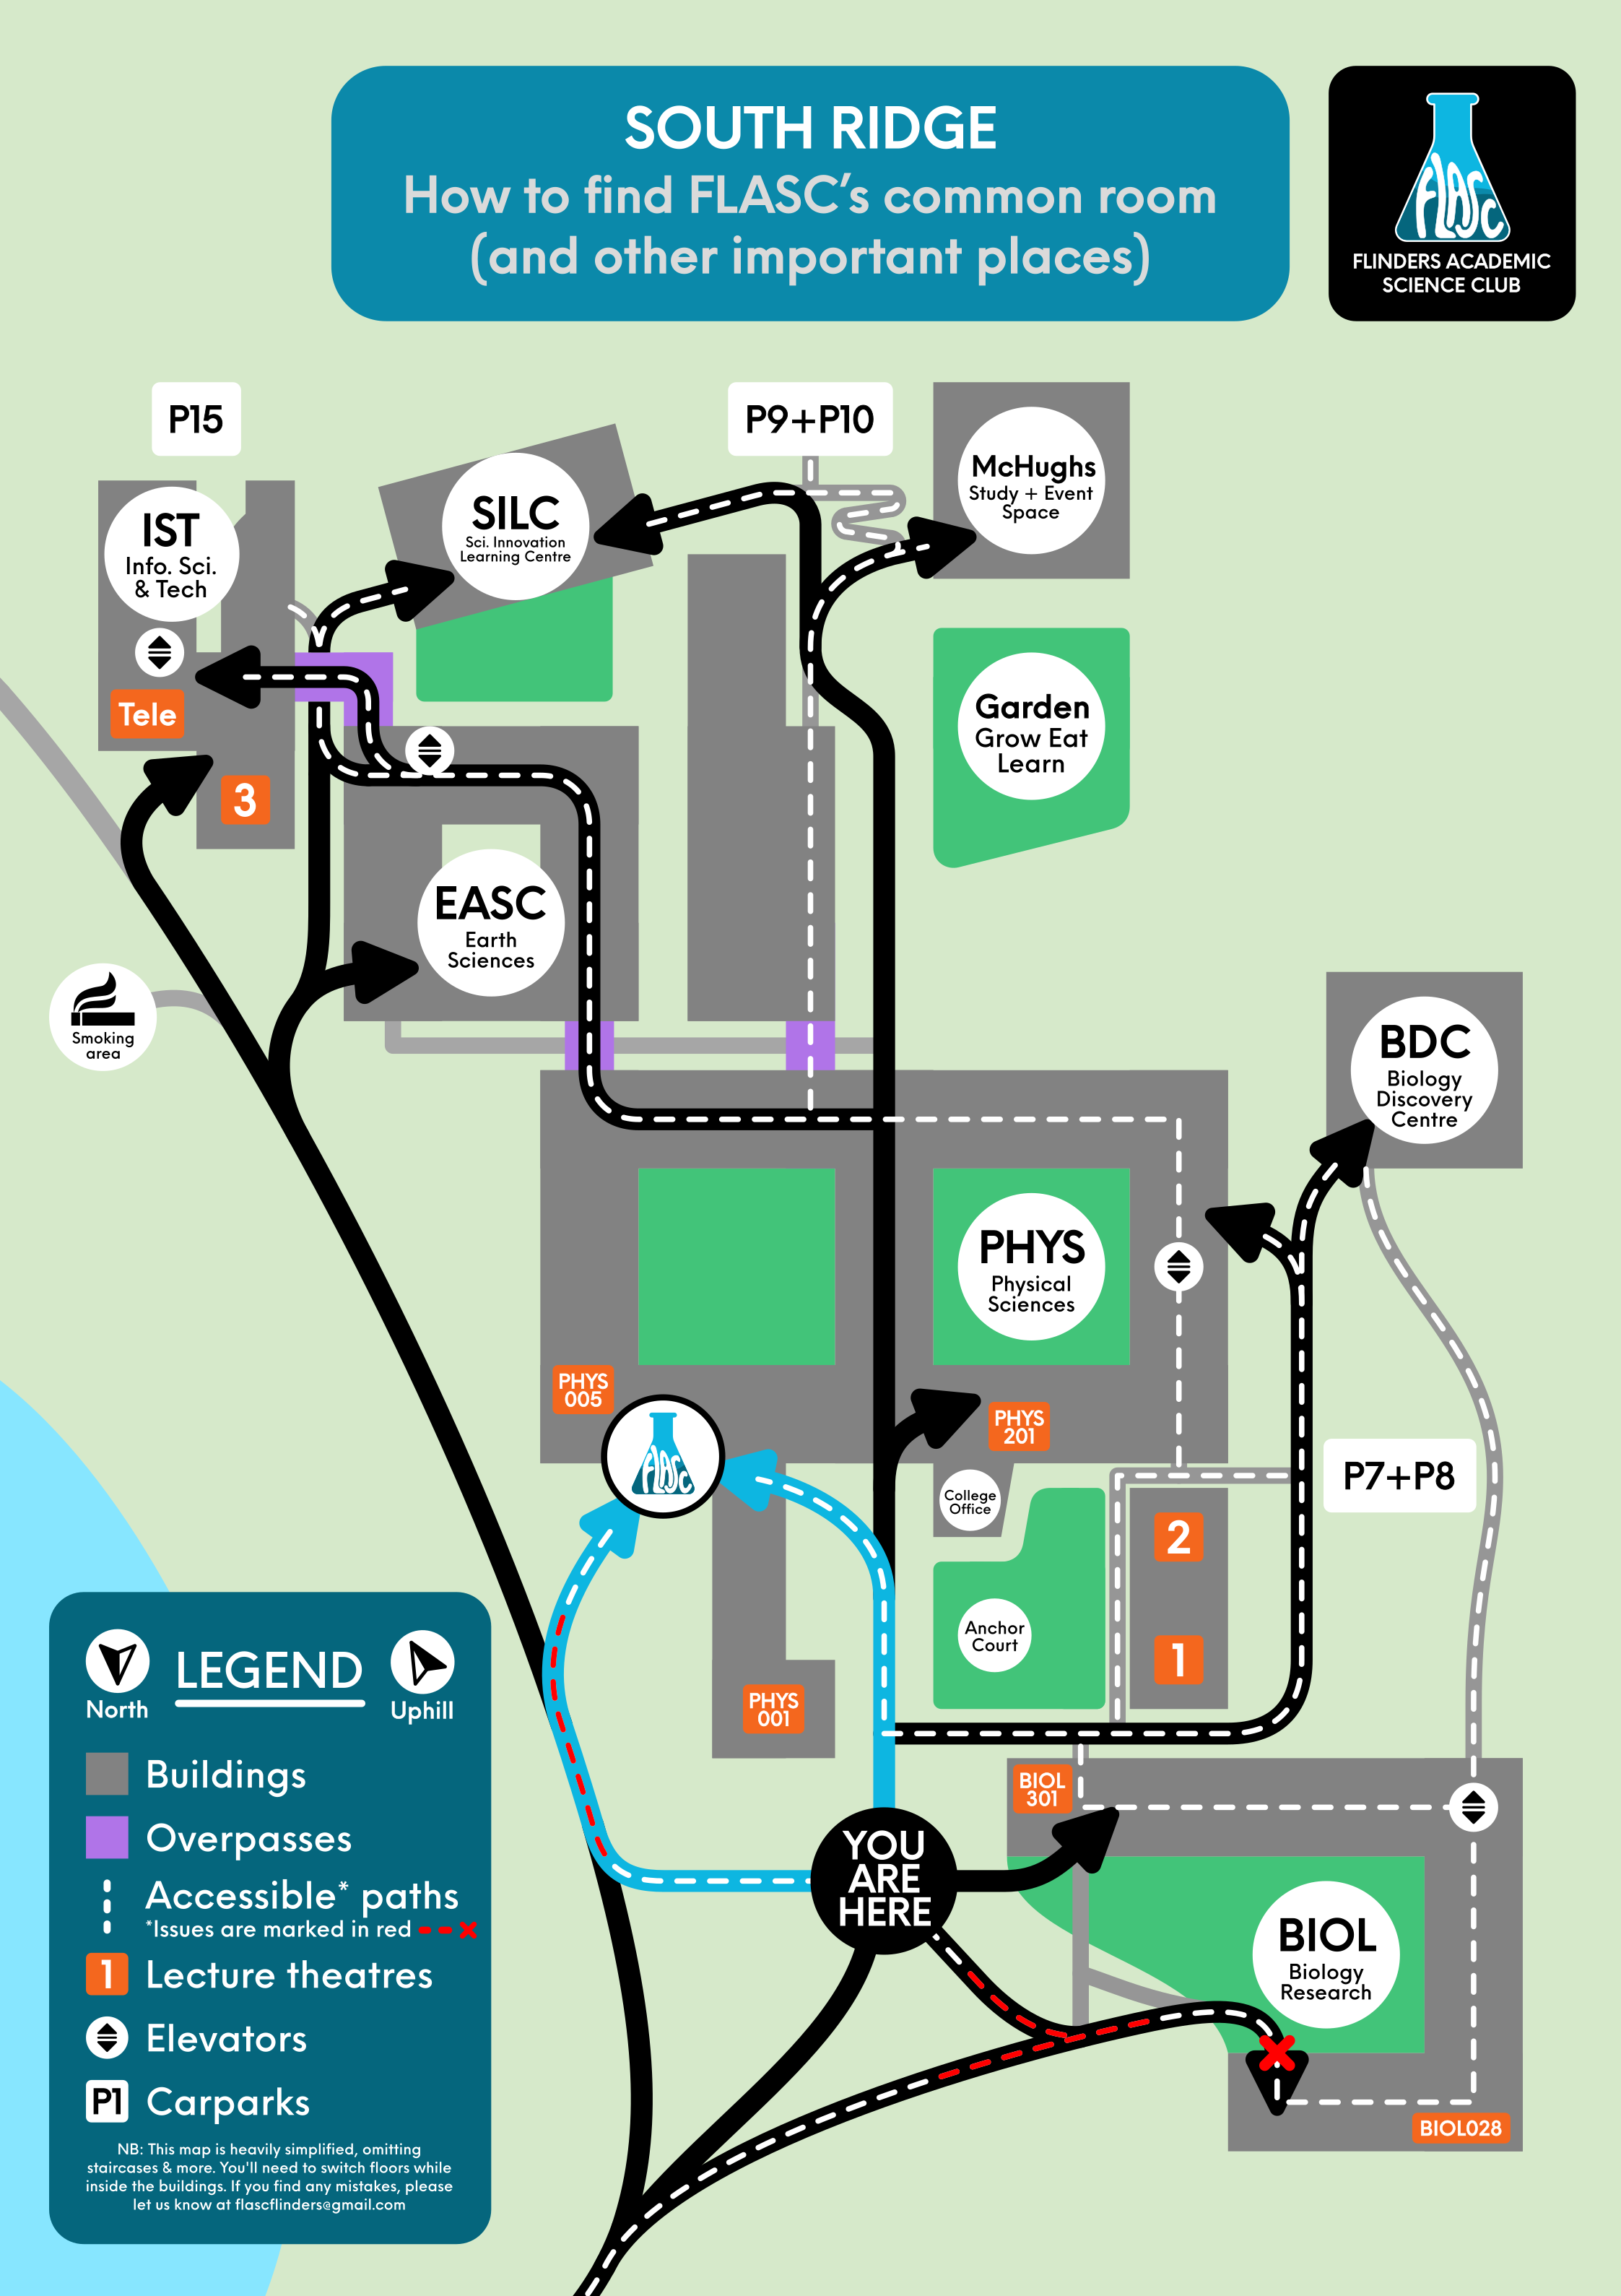 SOUTH RIDGE
How to find FLASC’s common room
(and other important places)
FLASC
FLINDERS ACADEMIC
SCIENCE CLUB
P15
P9+P10
McHughs
Study + Event
Space
SILC
Sci. Innovation
Learning Centre
IST
Info. Sci.
& Tech
Tele
3
Garden
Grow Eat
Learn
EASC
Earth
Sciences
Smoking
area
BDC
Biology
Discovery
Centre
PHYS
Physical
Sciences
PHYS
005
PHYS
201
FLASC
College
Office
P7+P8
2
Anchor
Court
1
PHYS
001
BIOL
301
YOU
ARE
HERE
BIOL
Biology
Research
BIOL028
North
LEGEND
Uphill
Buildings
Overpasses
Accessible* paths
*Issues are marked in red
1 Lecture theatres
Elevators
P1 Carparks
NB: This map is heavily simplified, omitting
staircases & more. You'll need to switch floors while
inside the buildings. If you find any mistakes, please
let us know at flascflinders@gmail.com